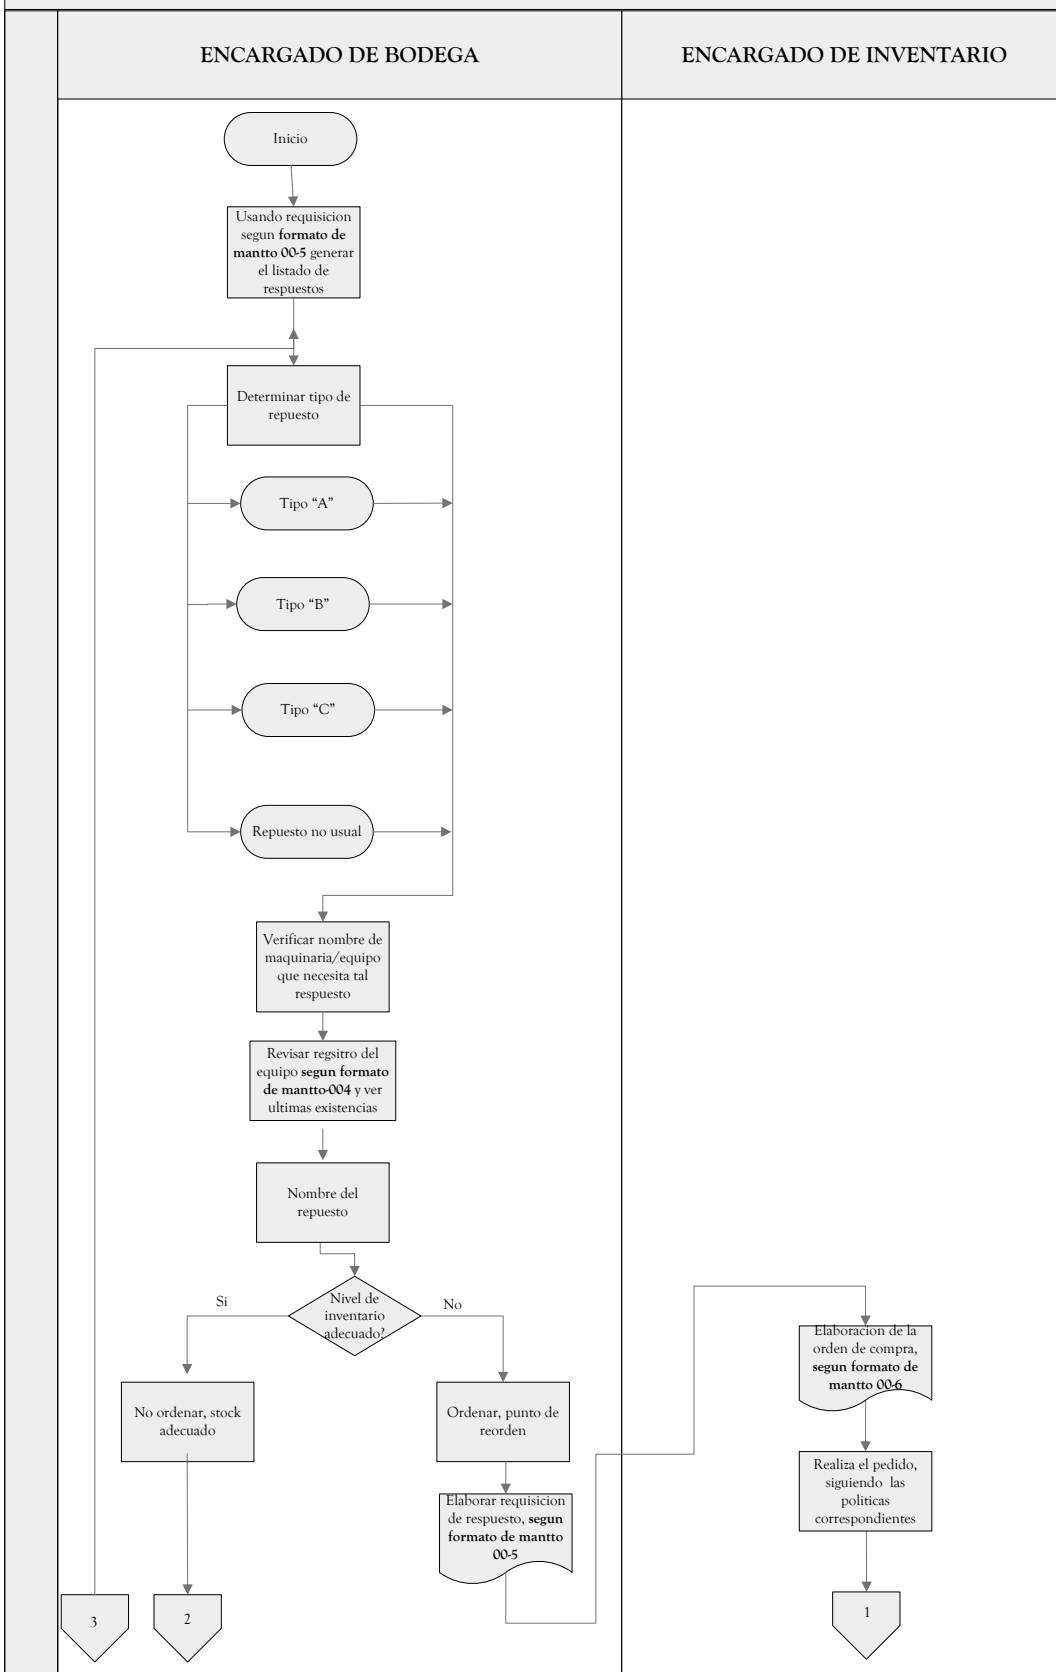 ENCARGADO DE BODEGA
ENCARGADO DE INVENTARIO
Inicio
Usando requisicion
segun formato de
mantto 00-5 generar
el listado de
respuestos
Determinar tipo de
repuesto
Tipo “A”
Tipo “B”
Tipo “C”
Repuesto no usual
Verificar nombre de
maquinaria/equipo
que necesita tal
respuesto
Revisar regsitro del
equipo segun formato
de mantto-004 y ver
ultimas existencias
Nombre del
repuesto
Nivel de
inventario
adecuado?
Si
No
No ordenar, stock
adecuado
Ordenar, punto de
reorden
Elaborar requisicion
de respuesto, segun
formato de mantto
00-5
Elaboracion de la
orden de compra,
segun formato de
mantto 00-6
Realiza el pedido,
siguiendo las
politicas
correspondientes
3
2
1